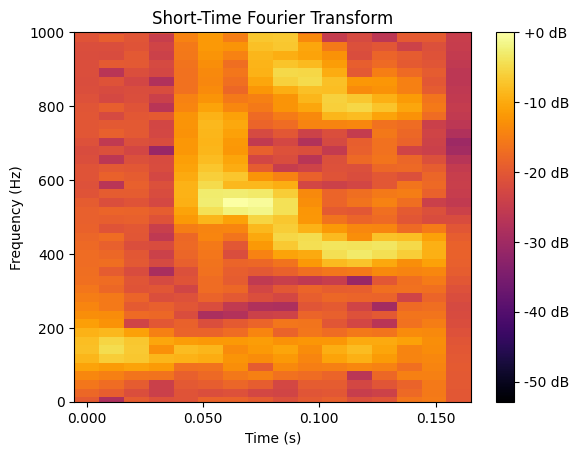 Short-Time Fourier Transform
Frequency (Hz)
1000
800
600
400
200
0
0.000
0.050
0.100
0.150
Time (s)
+0 dB
-10 dB
-20 dB
-30 dB
-40 dB
-50 dB